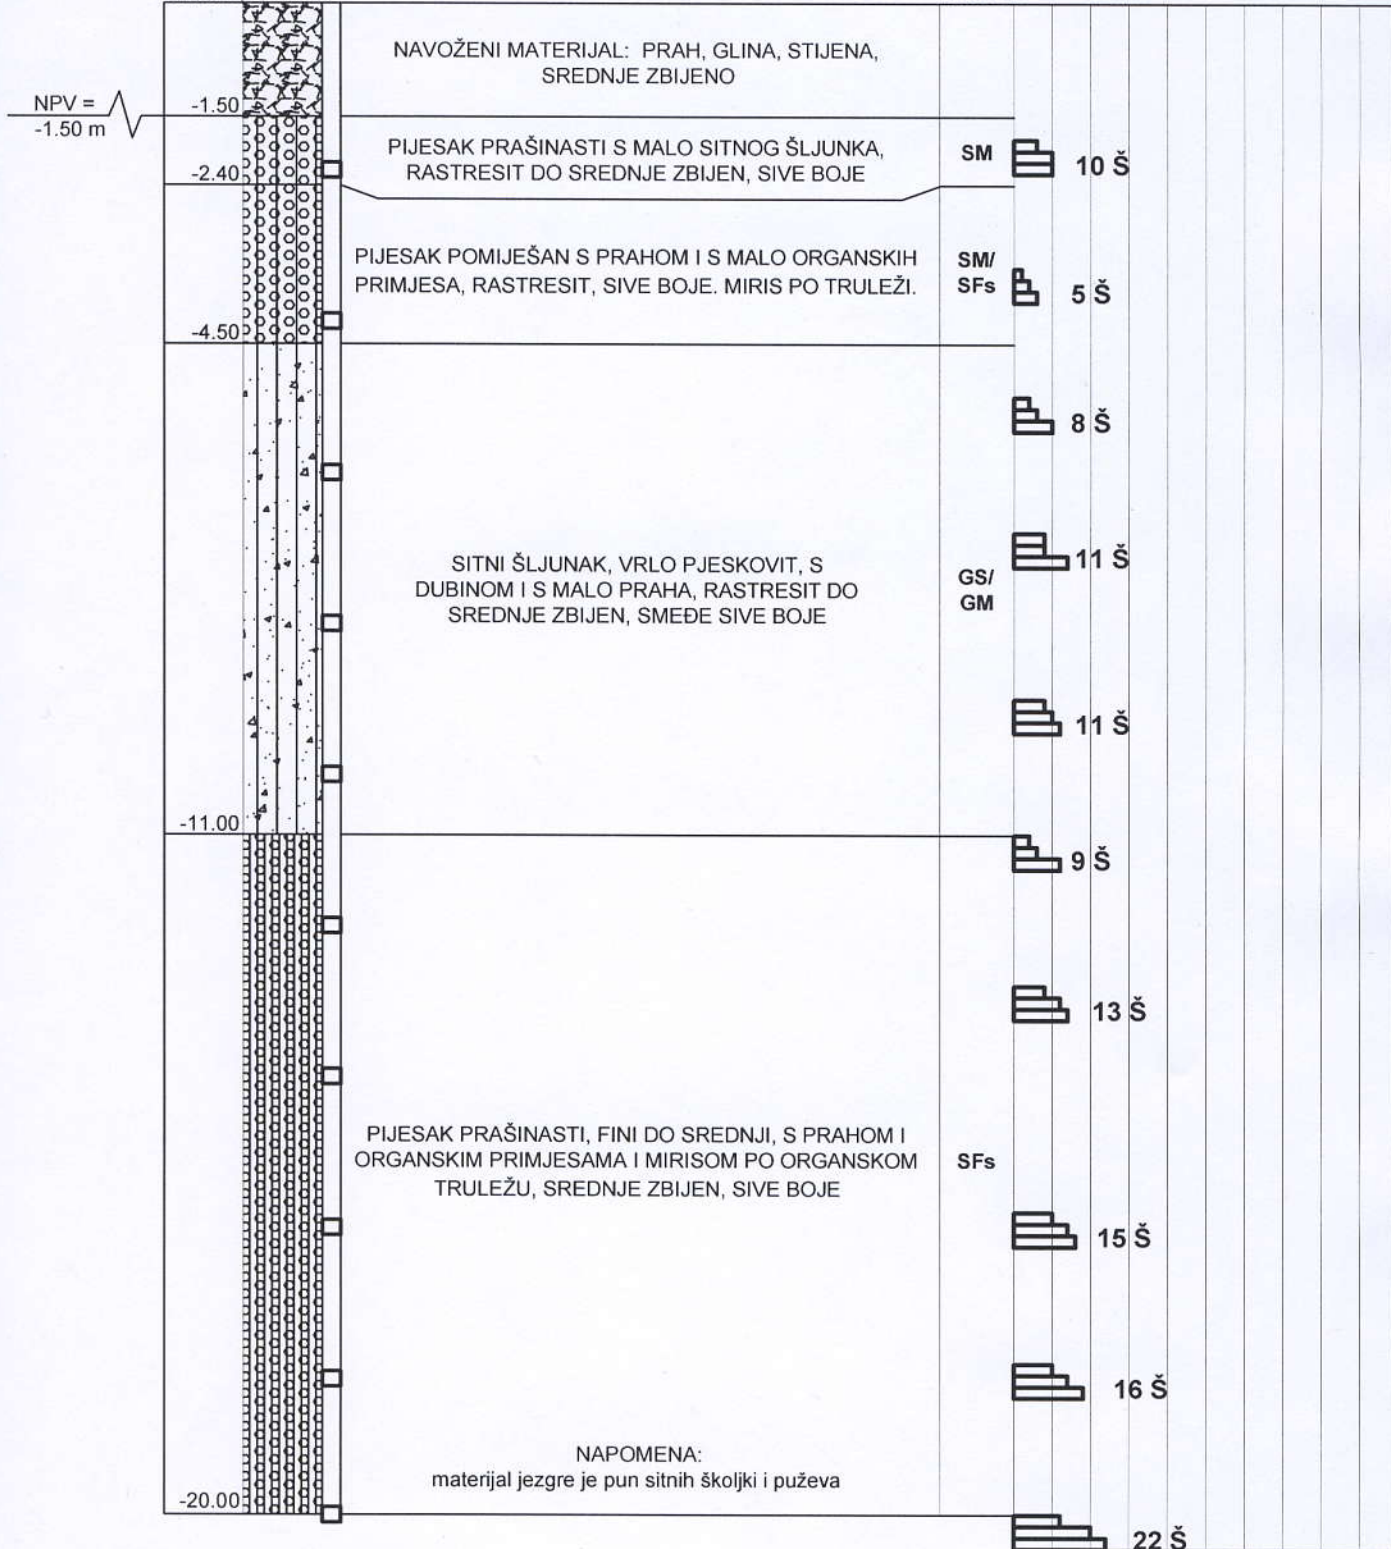 NAVOŽENI MATERIJAL: PRAH, GLINA, STIJENA,
SREDNJE ZBIJENO
NPV =
-1.50 m
-1.50
PIJESAK PRAŠINASTI S MALO SITNOG ŠLJUNKA,
RASTRESIT DO SREDNJE ZBIJEN, SIVE BOJE
SM
10 Š
-2.40
PIJESAK POMIJEŠAN S PRAHOM I S MALO ORGANSKIH
PRIMJESA, RASTRESIT, SIVE BOJE. MIRIS PO TRULEŽI.
SM/
SFs
5 Š
-4.50
8 Š
11 Š
SITNI ŠLJUNAK, VRLO PJESKOVIT, S
DUBINOM I S MALO PRAHA, RASTRESIT DO
SREDNJE ZBIJEN, SMEĐE SIVE BOJE
GS/
GM
11 Š
-11.00
9 Š
13 Š
PIJESAK PRAŠINASTI, FINI DO SREDNJI, S PRAHOM I
ORGANSKIM PRIMJESAMA I MIRISOM PO ORGANSKOM
TRULEŽU, SREDNJE ZBIJEN, SIVE BOJE
SFs
15 Š
16 Š
NAPOMENA:
materijal jezgre je pun sitnih školjki i puževa
-20.00
22 Š